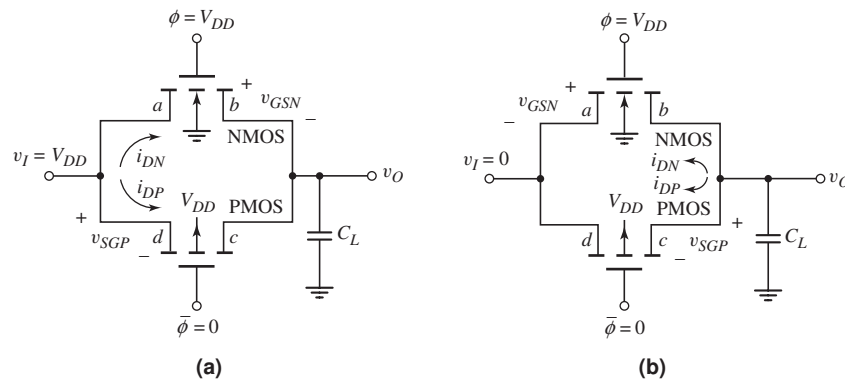 ϕ = V_DD
a
b
+
v_GSN
–
NMOS
i_DN
v_I = V_DD
i_DP
v_O
+
V_DD
PMOS
v_SGP
–
d
c
C_L
ϕ̅ = 0
(a)
ϕ = V_DD
+
v_GSN
–
a
b
NMOS
i_DN
v_I = 0
i_DP
v_O
V_DD
PMOS
+
d
c
v_SGP
–
C_L
ϕ̅ = 0
(b)